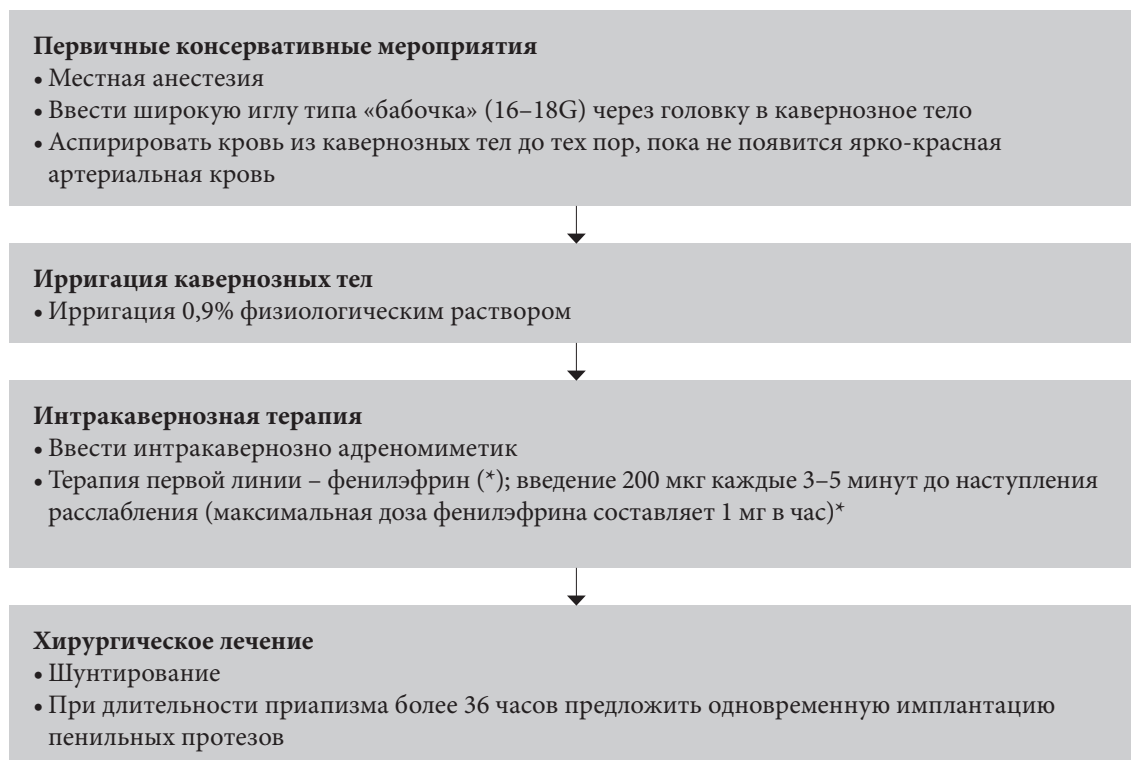 Первичные консервативные мероприятия
• Местная анестезия
• Ввести широкую иглу типа «бабочка» (16–18G) через головку в кавернозное тело
• Аспирировать кровь из кавернозных тел до тех пор, пока не появится ярко-красная
артериальная кровь
Ирригация кавернозных тел
• Ирригация 0,9% физиологическим раствором
Интракавернозная терапия
• Ввести интракавернозно адреномиметик
• Терапия первой линии – фенилэфрин (*); введение 200 мкг каждые 3–5 минут до наступления
расслабления (максимальная доза фенилэфрина составляет 1 мг в час)*
Хирургическое лечение
• Шунтирование
• При длительности приапизма более 36 часов предложить одновременную имплантацию
пенильных протезов